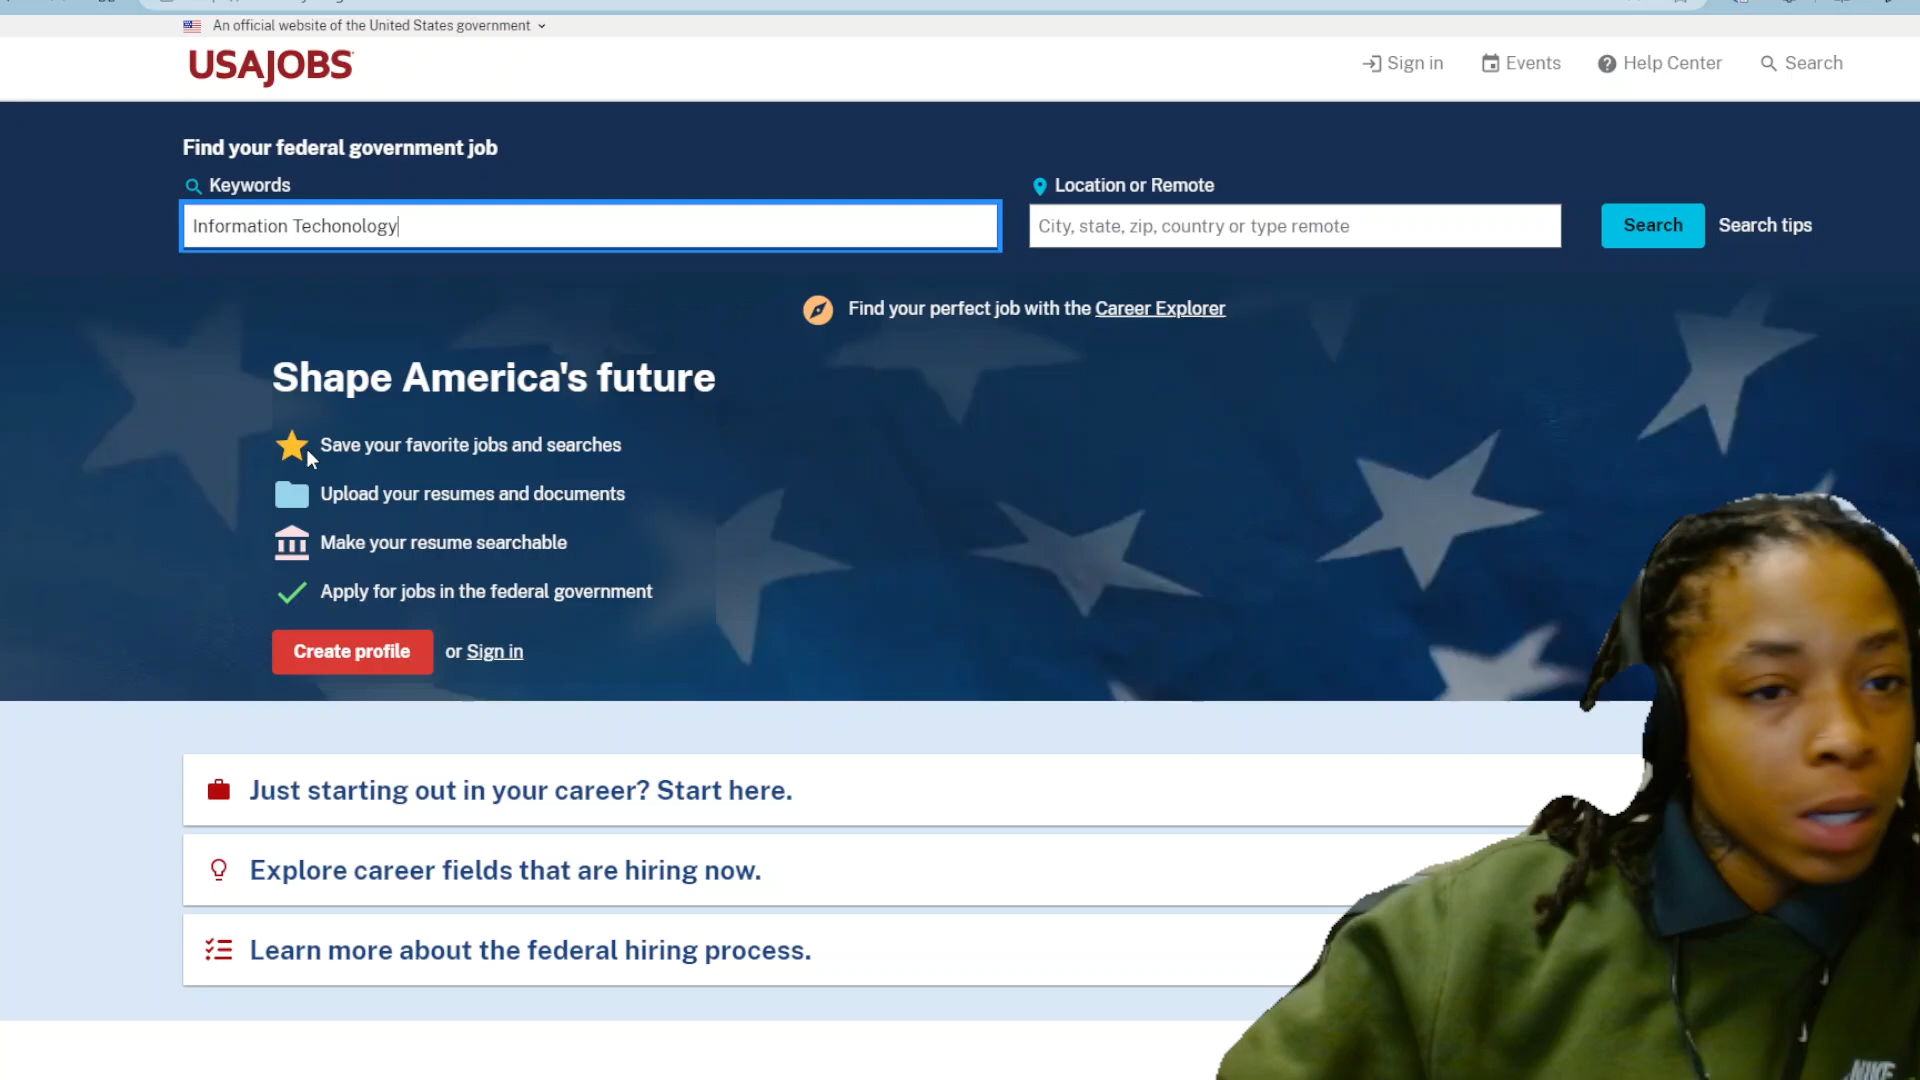 An official website of the United States government
USAJOBS
Sign in
Events
Help Center
Search
Find your federal government job
Keywords
Location or Remote
Information Techonology
City, state, zip, country or type remote
Search
Search tips
Find your perfect job with the Career Explorer
Shape America's future
Save your favorite jobs and searches
Upload your resumes and documents
Make your resume searchable
Apply for jobs in the federal government
Create profile
or Sign in
Just starting out in your career? Start here.
Explore career fields that are hiring now.
Learn more about the federal hiring process.
NIKE